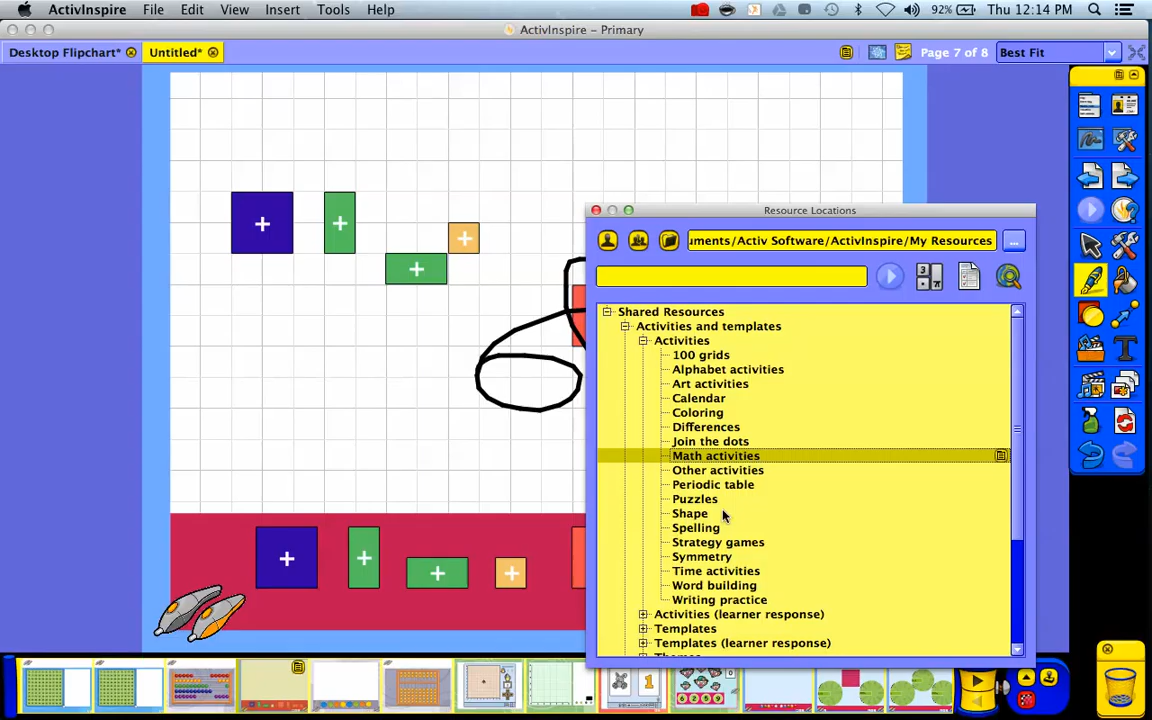 ActivInspire File Edit View Insert Tools Help 92% Thu 12:14 PM
ActivInspire – Primary
Desktop Flipchart* Untitled* Page 7 of 8 Best Fit
Resource Locations
uments/Activ Software/ActivInspire/My Resources ...
Shared Resources
Activities and templates
Activities
100 grids
Alphabet activities
Art activities
Calendar
Coloring
Differences
Join the dots
Math activities
Other activities
Periodic table
Puzzles
Shape
Spelling
Strategy games
Symmetry
Time activities
Word building
Writing practice
Activities (learner response)
Templates
Templates (learner response)